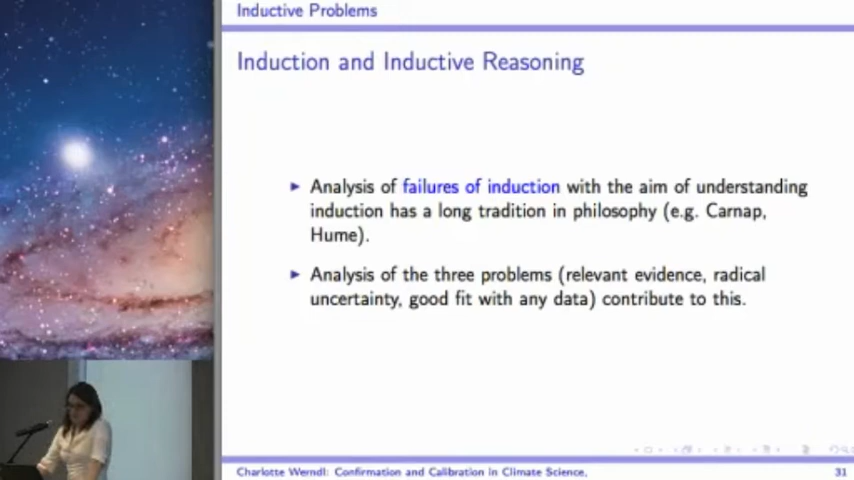 Inductive Problems
Induction and Inductive Reasoning
Analysis of failures of induction with the aim of understanding
induction has a long tradition in philosophy (e.g. Carnap,
Hume).
Analysis of the three problems (relevant evidence, radical
uncertainty, good fit with any data) contribute to this.
Charlotte Werndl: Confirmation and Calibration in Climate Science,
31